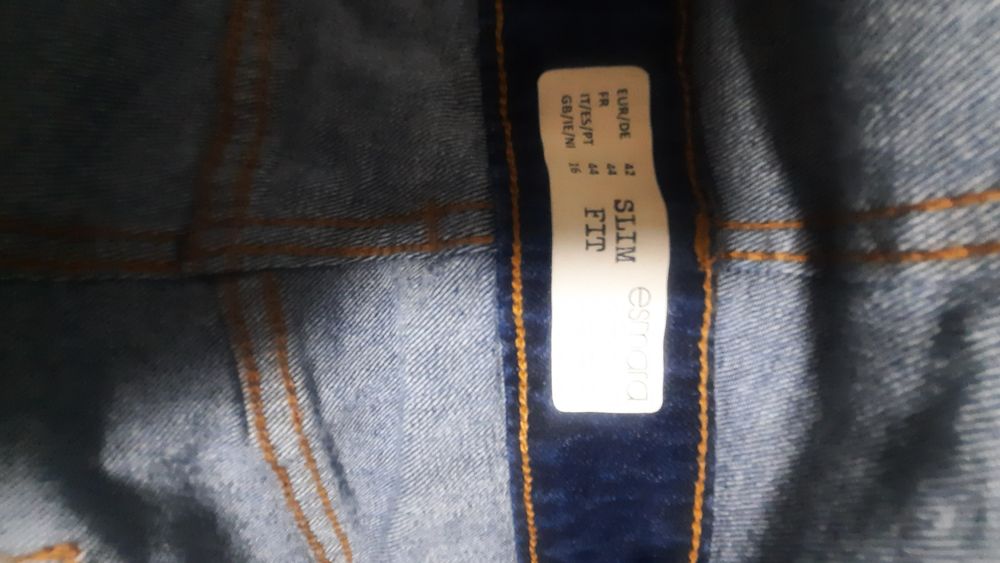 EUR/DE 42
FR 44
IT/ES/PT 44
GB/IE/NI 16
SLIM
FIT
esmara